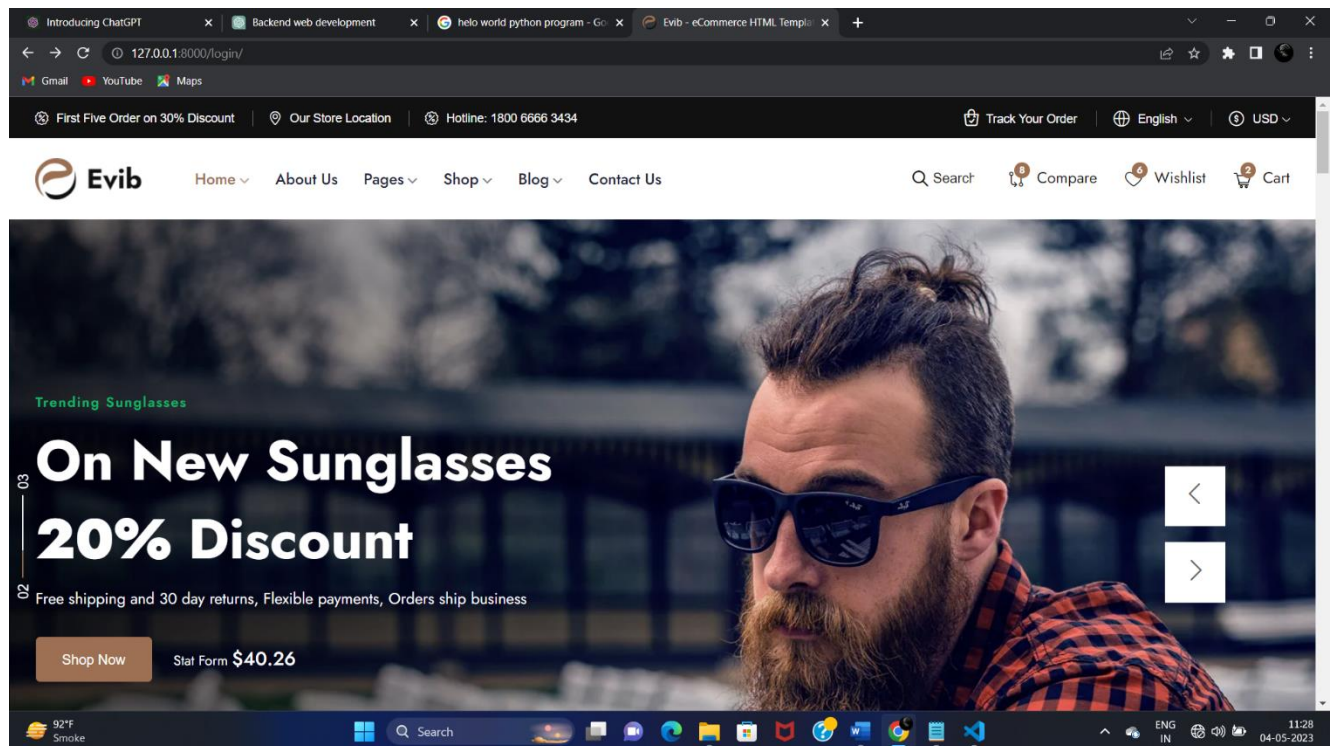 Introducing ChatGPT
Backend web development
helo world python program - Go
Evib - eCommerce HTML Templa
127.0.0.1:8000/login/
Gmail YouTube Maps
First Five Order on 30% Discount Our Store Location Hotline: 1800 6666 3434 Track Your Order English USD
Evib Home About Us Pages Shop Blog Contact Us Search 8 Compare 6 Wishlist 2 Cart
Trending Sunglasses
On New Sunglasses
20% Discount
03
02
Free shipping and 30 day returns, Flexible payments, Orders ship business
Shop Now Stat Form $40.26
92°F
Smoke
Search
ENG
IN
11:28
04-05-2023